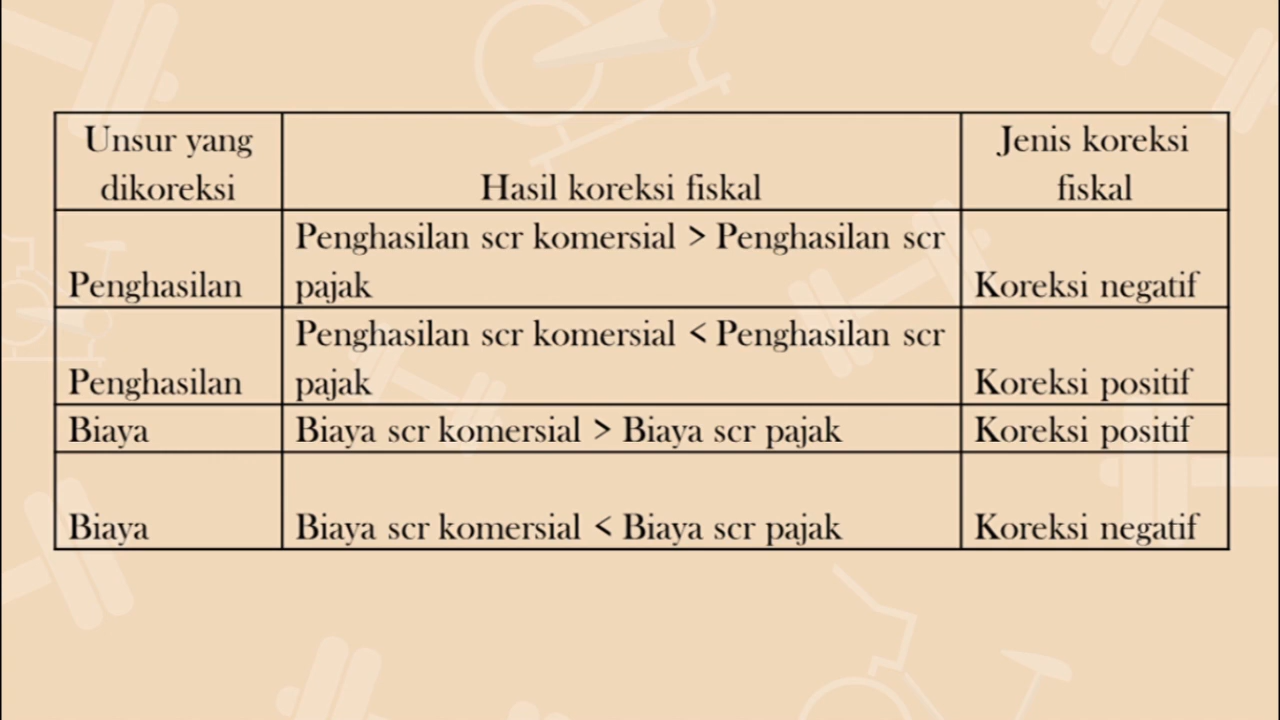 Unsur yang
dikoreksi
Hasil koreksi fiskal
Jenis koreksi
fiskal
Penghasilan
Penghasilan scr komersial > Penghasilan scr
pajak
Koreksi negatif
Penghasilan
Penghasilan scr komersial < Penghasilan scr
pajak
Koreksi positif
Biaya
Biaya scr komersial > Biaya scr pajak
Koreksi positif
Biaya
Biaya scr komersial < Biaya scr pajak
Koreksi negatif